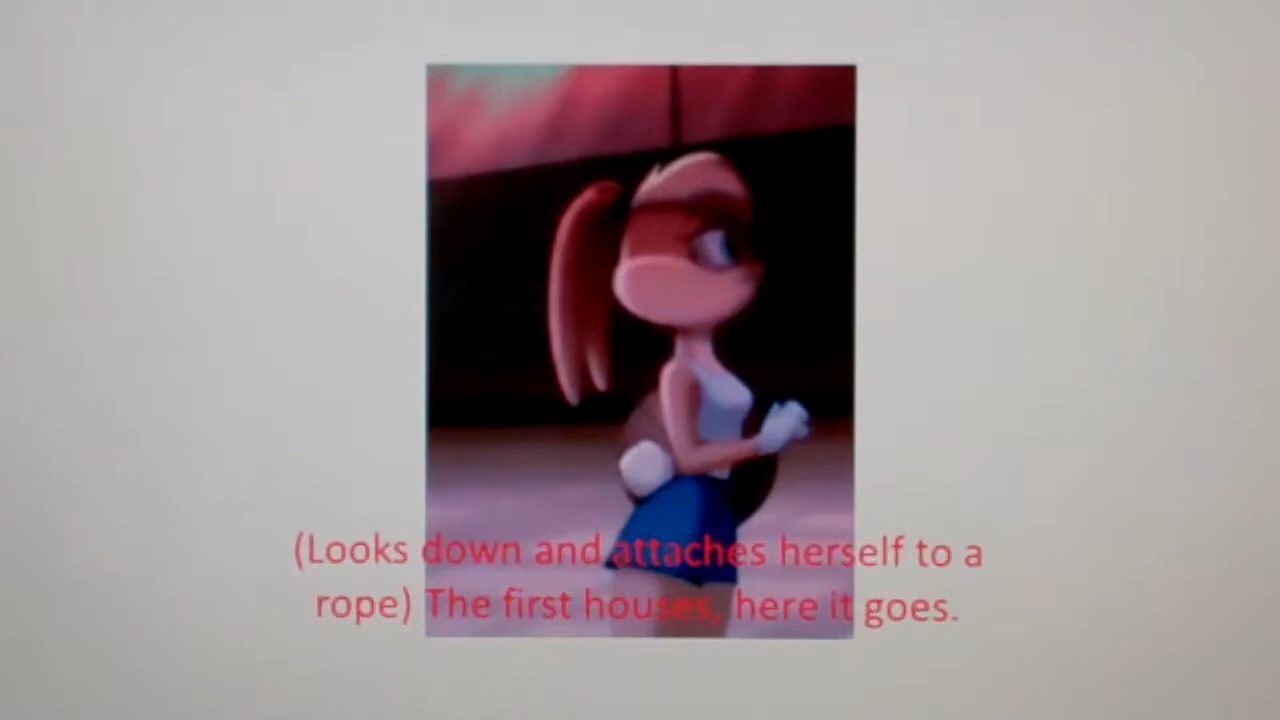 (Looks down and attaches herself to a
rope) The first houses, here it goes.